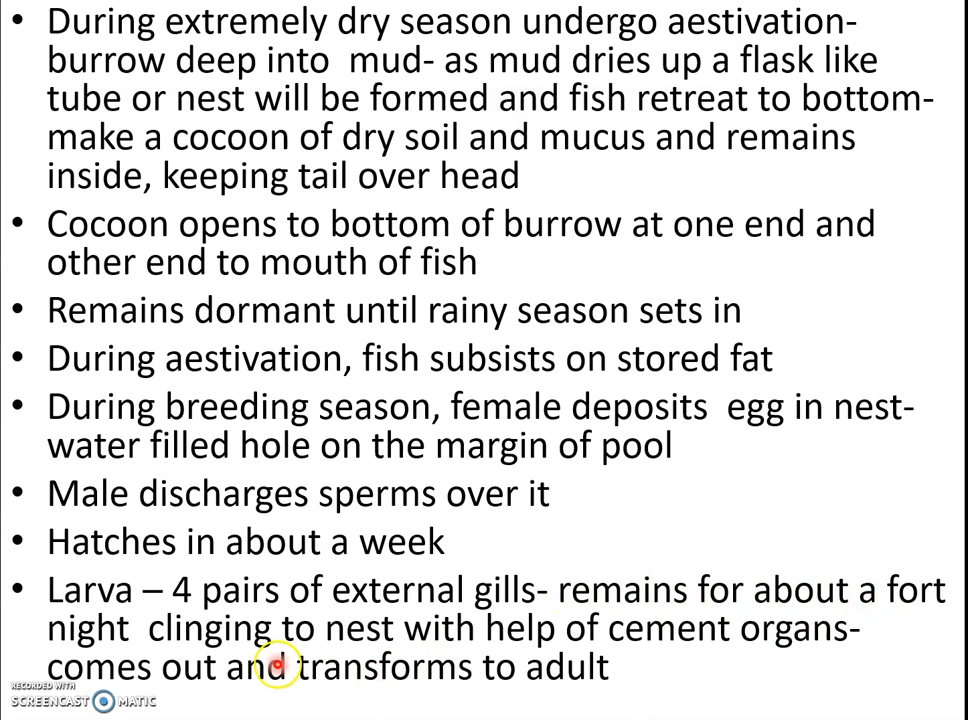 • During extremely dry season undergo aestivation-
burrow deep into mud- as mud dries up a flask like
tube or nest will be formed and fish retreat to bottom-
make a cocoon of dry soil and mucus and remains
inside, keeping tail over head
• Cocoon opens to bottom of burrow at one end and
other end to mouth of fish
• Remains dormant until rainy season sets in
• During aestivation, fish subsists on stored fat
• During breeding season, female deposits egg in nest-
water filled hole on the margin of pool
• Male discharges sperms over it
• Hatches in about a week
• Larva – 4 pairs of external gills- remains for about a fort
night clinging to nest with help of cement organs-
comes out and transforms to adult
RECORDED WITH
SCREENCAST MATIC